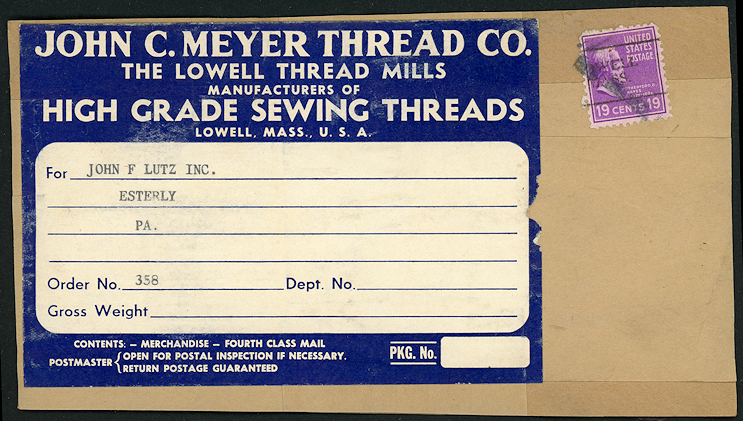 JOHN C. MEYER THREAD CO.
THE LOWELL THREAD MILLS
MANUFACTURERS OF
HIGH GRADE SEWING THREADS
LOWELL, MASS., U. S. A.
For JOHN F LUTZ INC.
ESTERLY
PA.
Order No. 358 Dept. No.
Gross Weight
CONTENTS: – MERCHANDISE – FOURTH CLASS MAIL
POSTMASTER { OPEN FOR POSTAL INSPECTION IF NECESSARY.
RETURN POSTAGE GUARANTEED
PKG. No.
UNITED
STATES
POSTAGE
RUTHERFORD B.
HAYES
19 CENTS 19